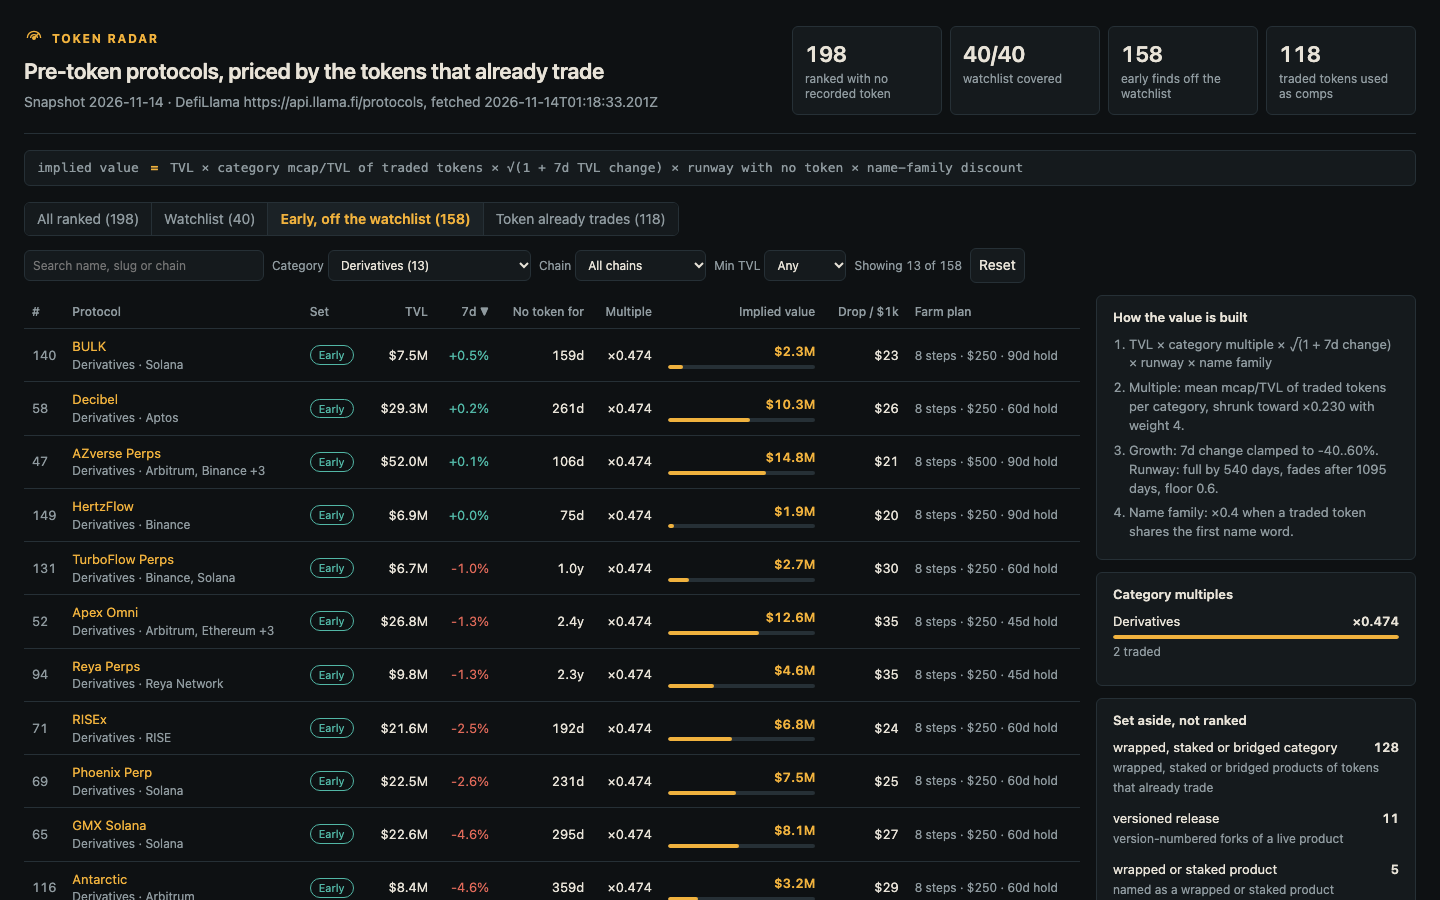 TOKEN RADAR
Pre-token protocols, priced by the tokens that already trade
Snapshot 2026-11-14 · DefiLlama https://api.llama.fi/protocols, fetched 2026-11-14T01:18:33.201Z
198
ranked with no
recorded token
40/40
watchlist covered
158
early finds off the
watchlist
118
traded tokens used
as comps
implied value = TVL × category mcap/TVL of traded tokens × √(1 + 7d TVL change) × runway with no token × name-family discount
All ranked (198) Watchlist (40) Early, off the watchlist (158) Token already trades (118)
Search name, slug or chain Category Derivatives (13) Chain All chains Min TVL Any Showing 13 of 158 Reset
# Protocol Set TVL 7d ▼ No token for Multiple Implied value Drop / $1k Farm plan
140 BULK Early $7.5M +0.5% 159d ×0.474 $2.3M $23 8 steps · $250 · 90d hold
Derivatives · Solana
58 Decibel Early $29.3M +0.2% 261d ×0.474 $10.3M $26 8 steps · $250 · 60d hold
Derivatives · Aptos
47 AZverse Perps Early $52.0M +0.1% 106d ×0.474 $14.8M $21 8 steps · $500 · 90d hold
Derivatives · Arbitrum, Binance +3
149 HertzFlow Early $6.9M +0.0% 75d ×0.474 $1.9M $20 8 steps · $250 · 90d hold
Derivatives · Binance
131 TurboFlow Perps Early $6.7M -1.0% 1.0y ×0.474 $2.7M $30 8 steps · $250 · 60d hold
Derivatives · Binance, Solana
52 Apex Omni Early $26.8M -1.3% 2.4y ×0.474 $12.6M $35 8 steps · $250 · 45d hold
Derivatives · Arbitrum, Ethereum +3
94 Reya Perps Early $9.8M -1.3% 2.3y ×0.474 $4.6M $35 8 steps · $250 · 45d hold
Derivatives · Reya Network
71 RISEx Early $21.6M -2.5% 192d ×0.474 $6.8M $24 8 steps · $250 · 60d hold
Derivatives · RISE
69 Phoenix Perp Early $22.5M -2.6% 231d ×0.474 $7.5M $25 8 steps · $250 · 60d hold
Derivatives · Solana
65 GMX Solana Early $22.6M -4.6% 295d ×0.474 $8.1M $27 8 steps · $250 · 60d hold
Derivatives · Solana
116 Antarctic Early $8.4M -4.6% 359d ×0.474 $3.2M $29 8 steps · $250 · 60d hold
Derivatives · Arbitrum
How the value is built
1. TVL × category multiple × √(1 + 7d change)
× runway × name family
2. Multiple: mean mcap/TVL of traded tokens
per category, shrunk toward ×0.230 with
weight 4.
3. Growth: 7d change clamped to -40..60%.
Runway: full by 540 days, fades after 1095
days, floor 0.6.
4. Name family: ×0.4 when a traded token
shares the first name word.
Category multiples
Derivatives ×0.474
2 traded
Set aside, not ranked
wrapped, staked or bridged category 128
wrapped, staked or bridged products of tokens
that already trade
versioned release 11
version-numbered forks of a live product
wrapped or staked product 5
named as a wrapped or staked product